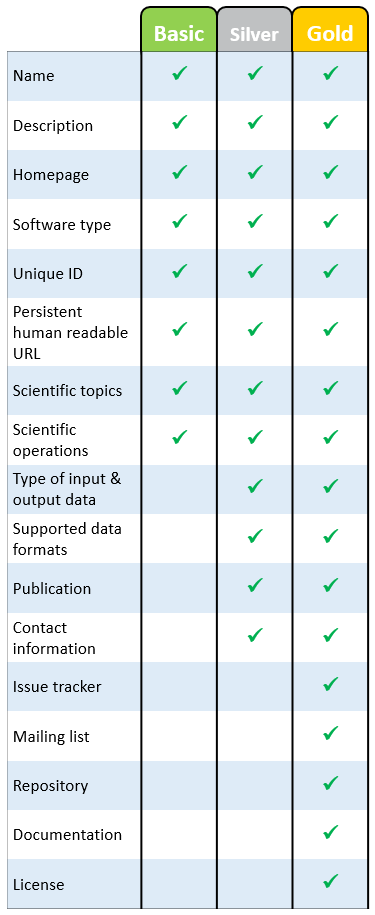 Basic Silver Gold
Name ✓ ✓ ✓
Description ✓ ✓ ✓
Homepage ✓ ✓ ✓
Software type ✓ ✓ ✓
Unique ID ✓ ✓ ✓
Persistent
human readable ✓ ✓ ✓
URL
Scientific topics ✓ ✓ ✓
Scientific
operations ✓ ✓ ✓
Type of input &
output data ✓ ✓
Supported data
formats ✓ ✓
Publication ✓ ✓
Contact
information ✓ ✓
Issue tracker ✓
Mailing list ✓
Repository ✓
Documentation ✓
License ✓